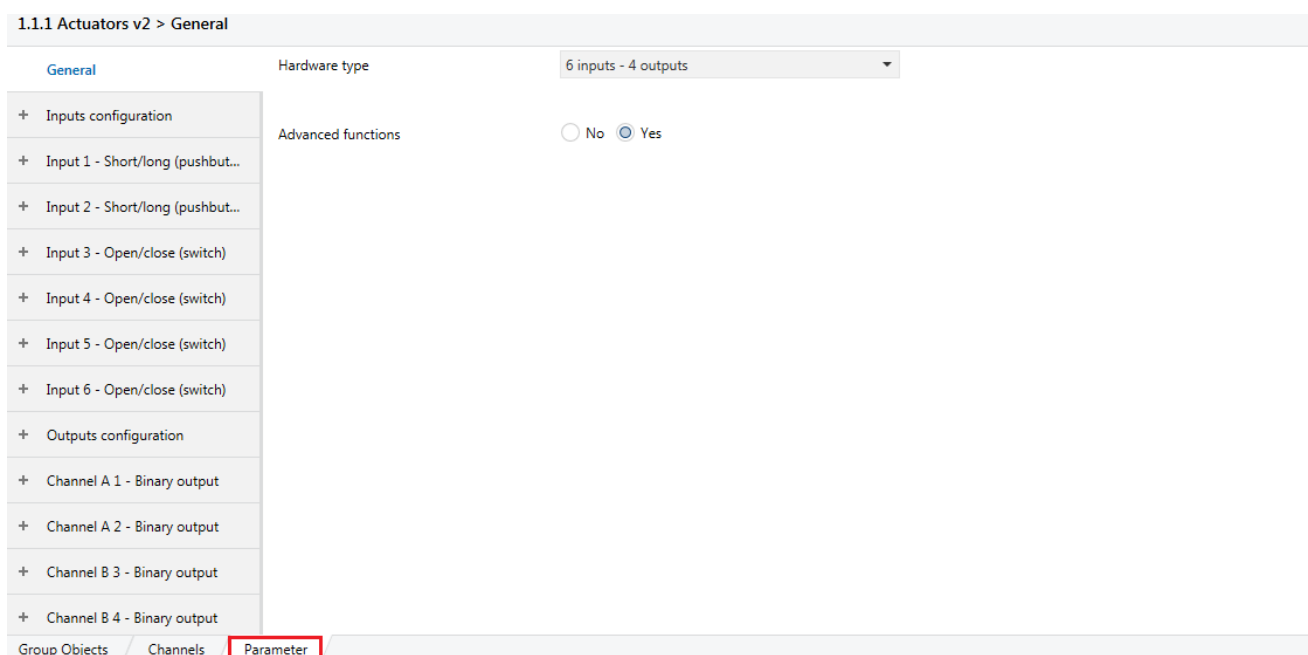 1.1.1 Actuators v2 > General
General
Hardware type
6 inputs - 4 outputs
+ Inputs configuration
Advanced functions
No
Yes
+ Input 1 - Short/long (pushbut...
+ Input 2 - Short/long (pushbut...
+ Input 3 - Open/close (switch)
+ Input 4 - Open/close (switch)
+ Input 5 - Open/close (switch)
+ Input 6 - Open/close (switch)
+ Outputs configuration
+ Channel A 1 - Binary output
+ Channel A 2 - Binary output
+ Channel B 3 - Binary output
+ Channel B 4 - Binary output
Group Objects
Channels
Parameter